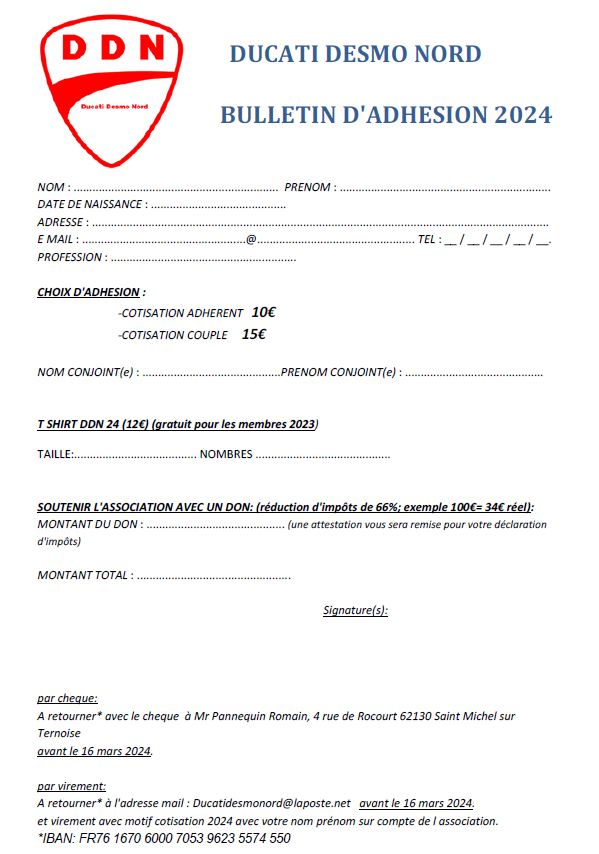 D D N
Ducati Desmo Nord
DUCATI DESMO NORD
BULLETIN D'ADHESION 2024
NOM : .................................................................. PRENOM : ....................................................................
DATE DE NAISSANCE : ...........................................
ADRESSE : ...................................................................................................................................................
E MAIL : .....................................................@................................................... TEL : __ / __ / __ / __ / __.
PROFESSION : ............................................................
CHOIX D'ADHESION :
-COTISATION ADHERENT 10€
-COTISATION COUPLE 15€
NOM CONJOINT(e) : ............................................PRENOM CONJOINT(e) : ............................................
T SHIRT DDN 24 (12€) (gratuit pour les membres 2023)
TAILLE:....................................... NOMBRES ...........................................
SOUTENIR L'ASSOCIATION AVEC UN DON: (réduction d'impôts de 66%; exemple 100€= 34€ réel):
MONTANT DU DON : ............................................ (une attestation vous sera remise pour votre déclaration
d'impôts)
MONTANT TOTAL : .................................................
Signature(s):
par cheque:
A retourner* avec le cheque à Mr Pannequin Romain, 4 rue de Rocourt 62130 Saint Michel sur
Ternoise
avant le 16 mars 2024.
par virement:
A retourner* à l'adresse mail : Ducatidesmonord@laposte.net avant le 16 mars 2024.
et virement avec motif cotisation 2024 avec votre nom prénom sur compte de l association.
*IBAN: FR76 1670 6000 7053 9623 5574 550